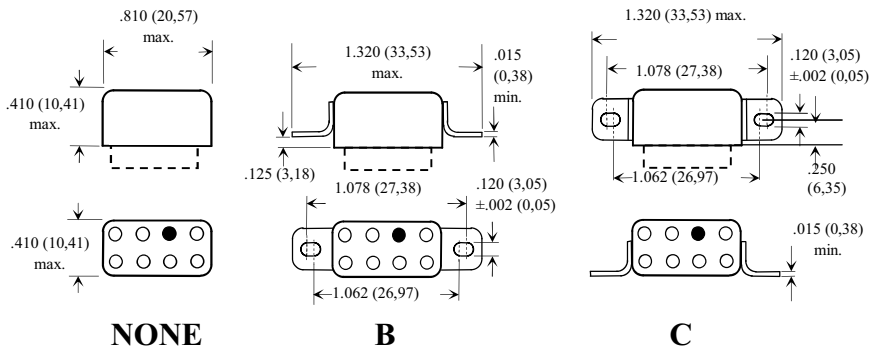 .810 (20,57)
max.
.410 (10,41)
max.
.410 (10,41)
max.
NONE
1.320 (33,53)
max.
.015
(0,38)
min.
.125 (3,18)
1.078 (27,38)
.120 (3,05)
±.002 (0,05)
1.062 (26,97)
B
1.320 (33,53) max.
1.078 (27,38)
.120 (3,05)
±.002 (0,05)
1.062 (26,97)
.250
(6,35)
.015 (0,38)
min.
C